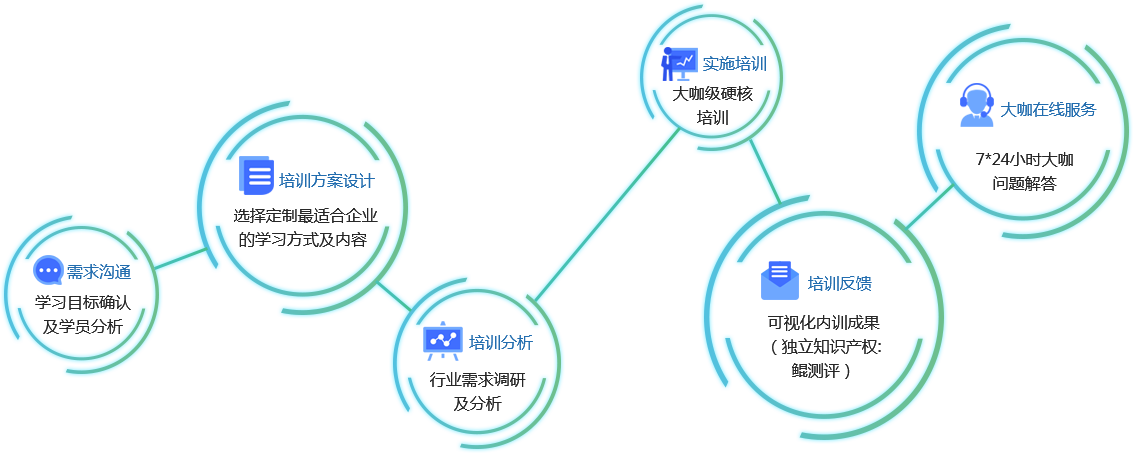 需求沟通
学习目标确认
及学员分析
培训方案设计
选择定制最适合企业
的学习方式及内容
培训分析
行业需求调研
及分析
实施培训
大咖级硬核
培训
培训反馈
可视化内训成果
（独立知识产权:
鲲测评）
大咖在线服务
7*24小时大咖
问题解答